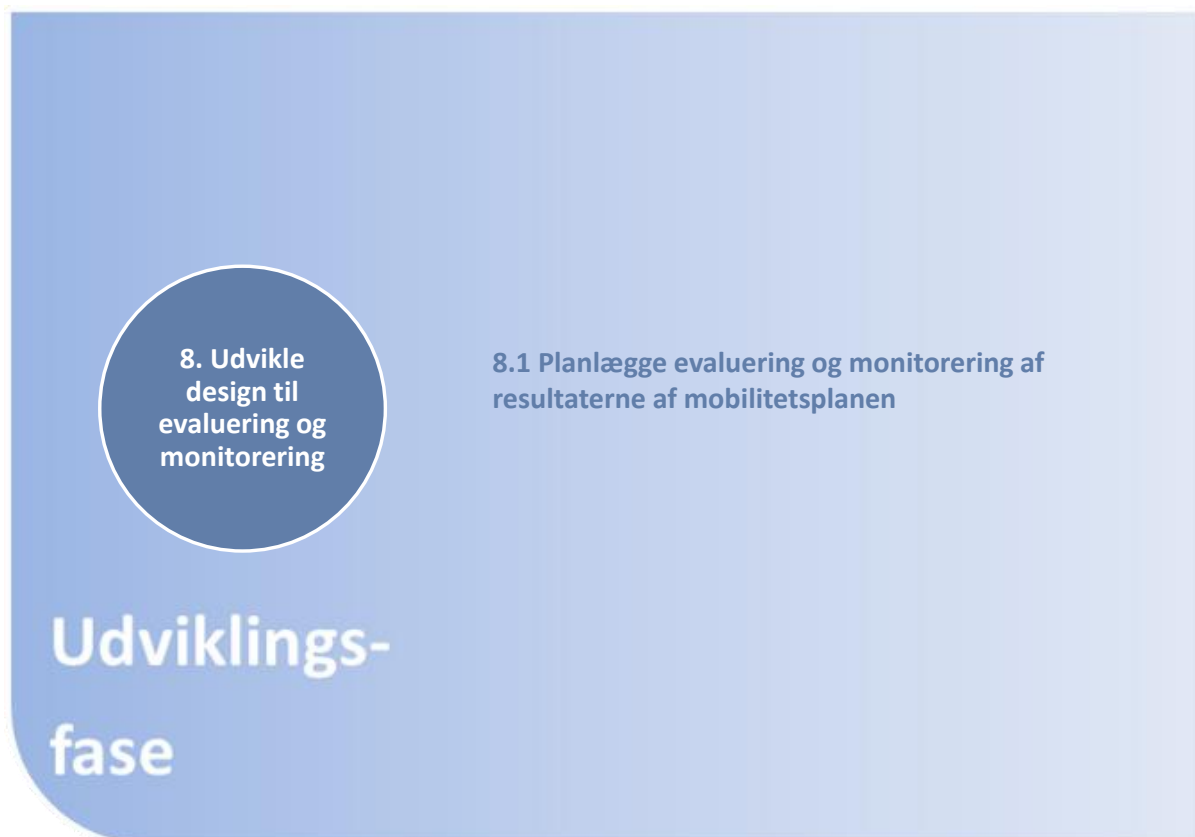 8. Udvikle
design til
evaluering og
monitorering
8.1 Planlægge evaluering og monitorering af
resultaterne af mobilitetsplanen
Udviklings-
fase